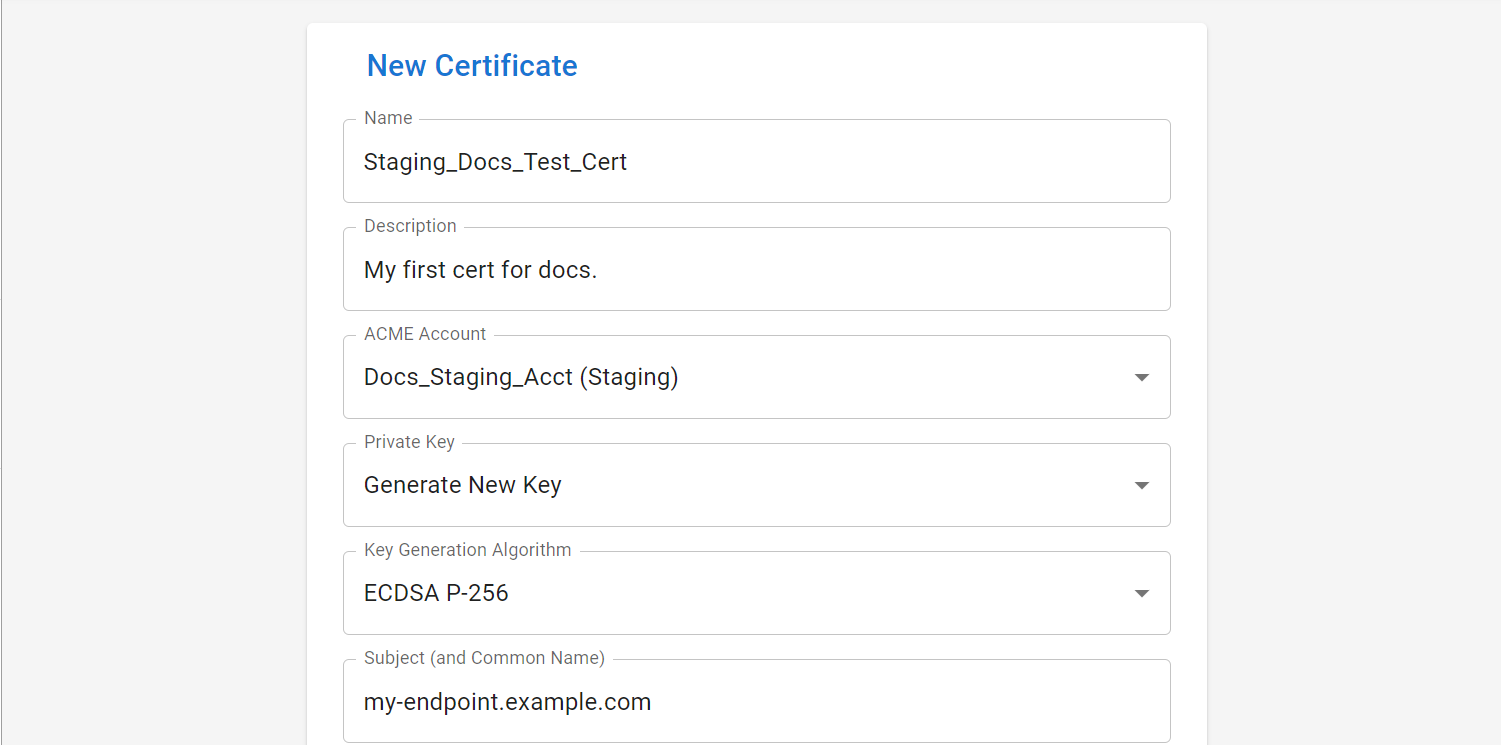 New Certificate
Name
Staging_Docs_Test_Cert
Description
My first cert for docs.
ACME Account
Docs_Staging_Acct (Staging)
Private Key
Generate New Key
Key Generation Algorithm
ECDSA P-256
Subject (and Common Name)
my-endpoint.example.com